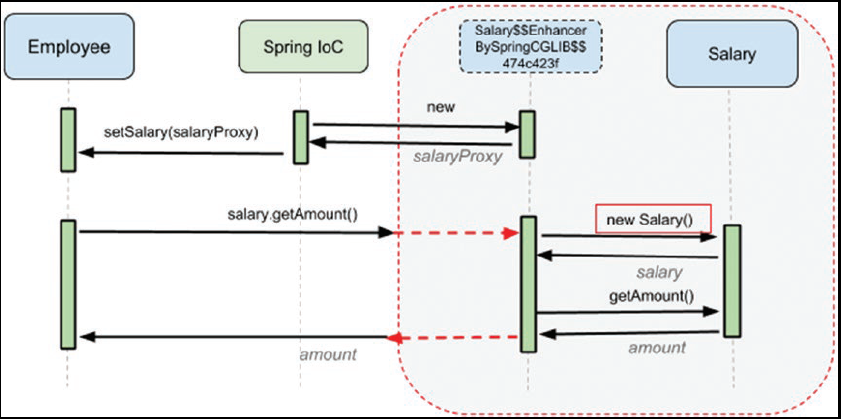 Employee
Spring IoC
Salary$$Enhancer
BySpringCGLIB$$
474c423f
Salary
new
setSalary(salaryProxy)
salaryProxy
salary.getAmount()
new Salary()
salary
getAmount()
amount
amount